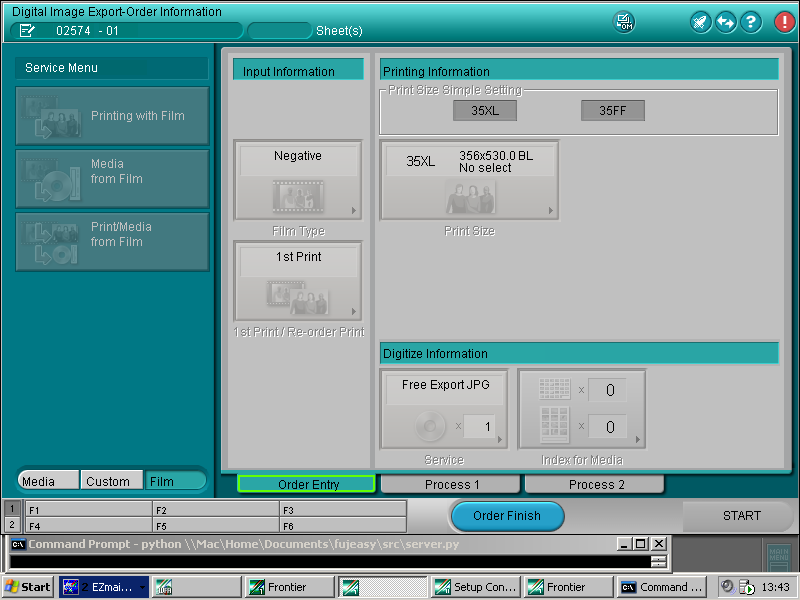 Digital Image Export-Order Information
02574 - 01
Sheet(s)
OM
Service Menu
Printing with Film
Media
from Film
Print/Media
from Film
Media
Custom
Film
Input Information
Negative
Film Type
1st Print
1st Print / Re-order Print
Printing Information
Print Size Simple Setting
35XL
35FF
35XL
356x530.0 BL
No select
Print Size
Digitize Information
Free Export JPG
x 1
Service
x 0
x 0
Index for Media
Order Entry
Process 1
Process 2
1
2
F1
F2
F3
F4
F5
F6
Order Finish
START
Command Prompt - python \\Mac\Home\Documents\fujeasy\src\server.py
MAIN
MENU
Start
2 EZmai...
Frontier
Setup Con...
Frontier
Command ...
13:43